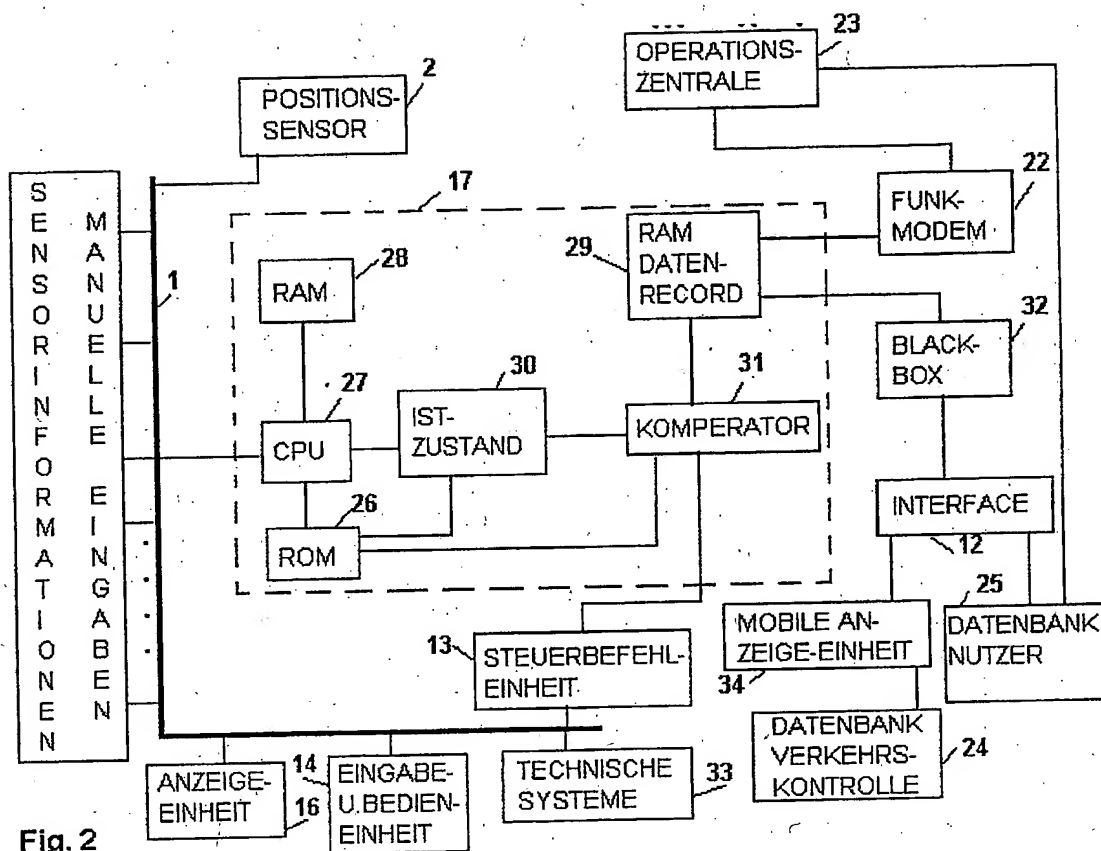 23
OPERATIONS-
ZENTRALE
2
POSITIONS-
SENSOR
22
FUNK-
MODEM
17
SENSORINFORMATIONEN
MANUELLE EINGABEN
1
28
RAM
29
RAM
DATEN-
RECORD
32
BLACK-
BOX
27
CPU
30
IST-
ZUSTAND
31
KOMPERATOR
26
ROM
INTERFACE
12
25
DATENBANK
NUTZER
13
STEUERBEFEHL-
EINHEIT
MOBILE AN-
ZEIGE-EINHEIT
34
DATENBANK
VERKEHRS-
KONTROLLE
24
ANZEIGE-
EINHEIT
16
14
EINGABE-
U.BEDIEN-
EINHEIT
TECHNISCHE
SYSTEME
33
Fig. 2